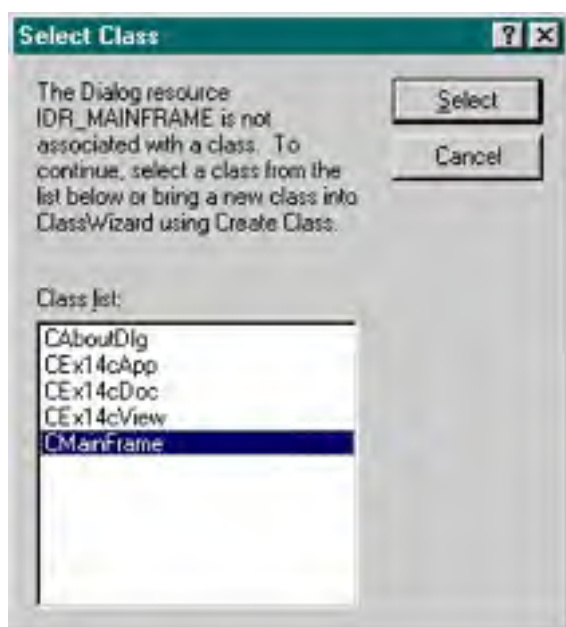 Select Class
The Dialog resource
IDR_MAINFRAME is not
associated with a class. To
continue, select a class from the
list below or bring a new class into
ClassWizard using Create Class.
Select
Cancel
Class list:
CAboutDlg
CEx14cApp
CEx14cDoc
CEx14cView
CMainFrame